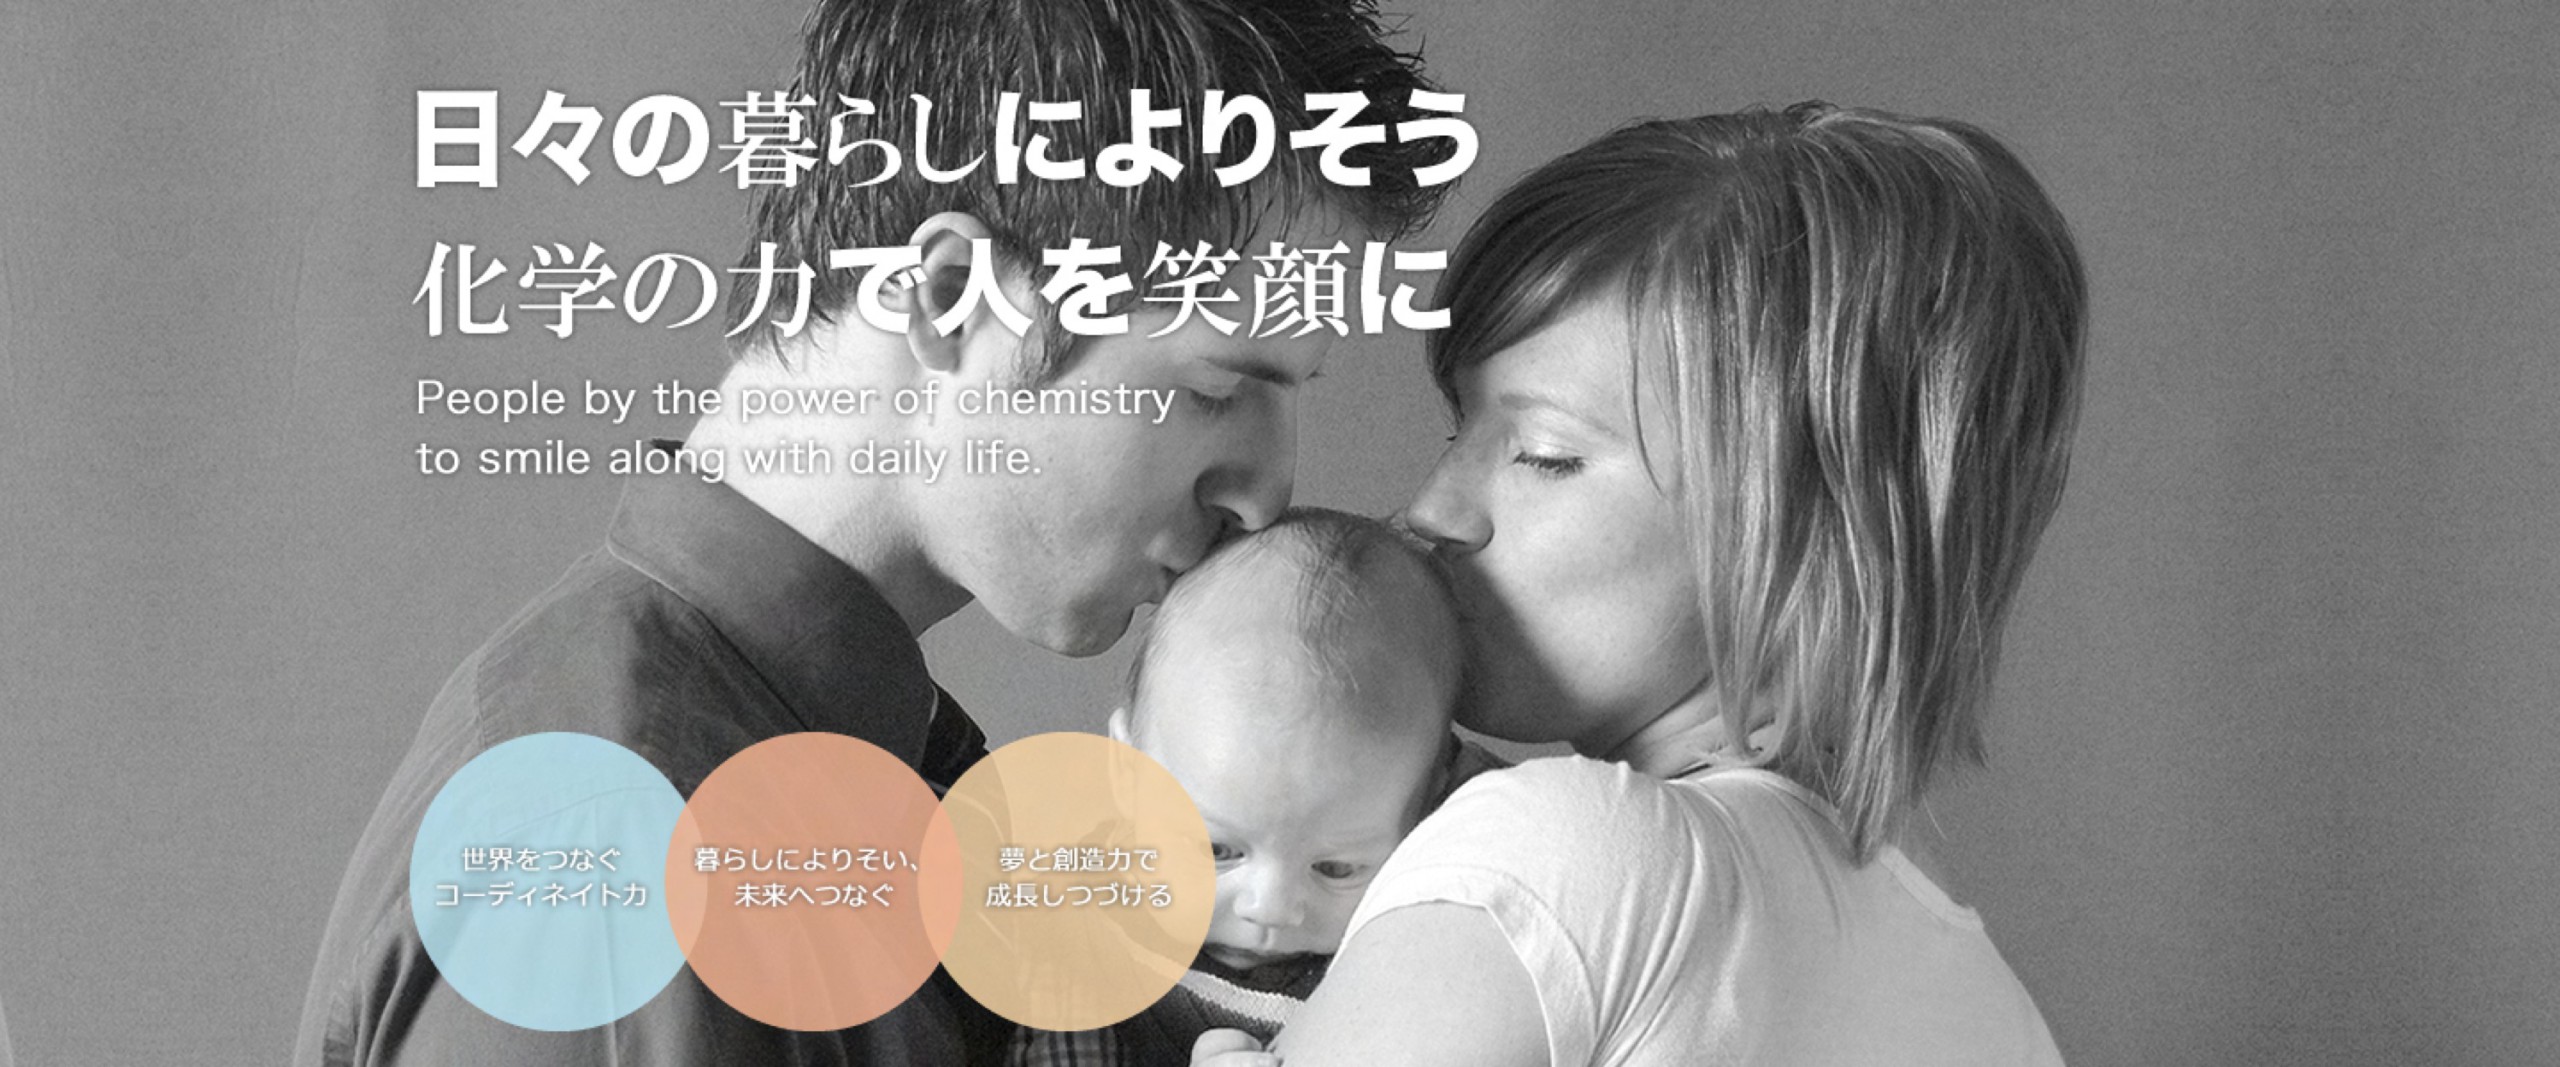 日々の暮らしによりそう
化学の力で人を笑顔に
People by the power of chemistry
to smile along with daily life.
世界をつなぐ
コーディネイト力
暮らしによりそい、
未来へつなぐ
夢と創造力で
成長しつづける